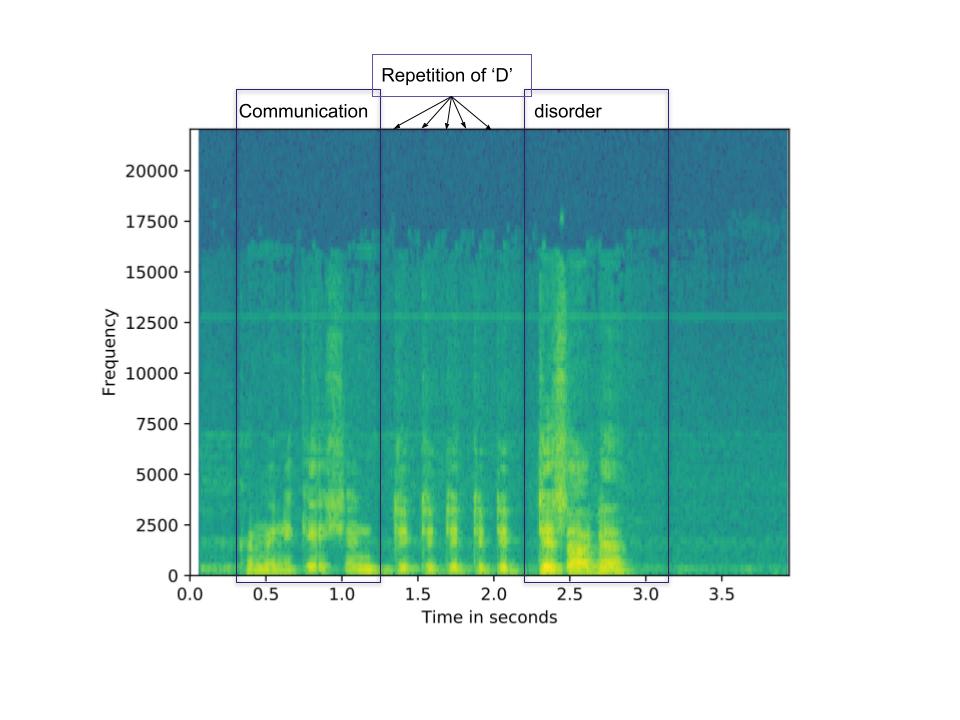 Repetition of ‘D’
Communication
disorder
20000
17500
15000
12500
10000
7500
5000
2500
0
Frequency
0.0 0.5 1.0 1.5 2.0 2.5 3.0 3.5
Time in seconds